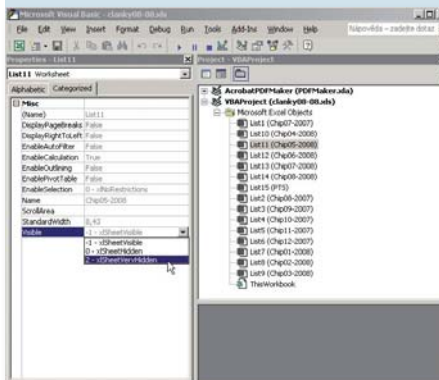 Microsoft Visual Basic - clanky08-08.xls
File Edit View Insert Format Debug Run Tools Add-Ins Window Help
Nápověda – zadejte dotaz
Properties - List11
List11 Worksheet
Alphabetic Categorized
Misc
(Name) List11
DisplayPageBreaks False
DisplayRightToLeft False
EnableAutoFilter False
EnableCalculation True
EnableOutlining False
EnablePivotTable False
EnableSelection 0 - xlNoRestrictions
Name Chip05-2008
ScrollArea
StandardWidth 8,43
Visible -1 - xlSheetVisible
-1 - xlSheetVisible
0 - xlSheetHidden
2 - xlSheetVeryHidden
Project - VBAProject
AcrobatPDFMaker (PDFMaker.xla)
VBAProject (clanky08-08.xls)
Microsoft Excel Objects
List1 (Chip07-2007)
List10 (Chip04-2008)
List11 (Chip05-2008)
List12 (Chip06-2008)
List13 (Chip07-2008)
List14 (Chip08-2008)
List15 (PTS)
List2 (Chip08-2007)
List3 (Chip09-2007)
List4 (Chip10-2007)
List5 (Chip11-2007)
List6 (Chip12-2007)
List7 (Chip01-2008)
List8 (Chip02-2008)
List9 (Chip03-2008)
ThisWorkbook